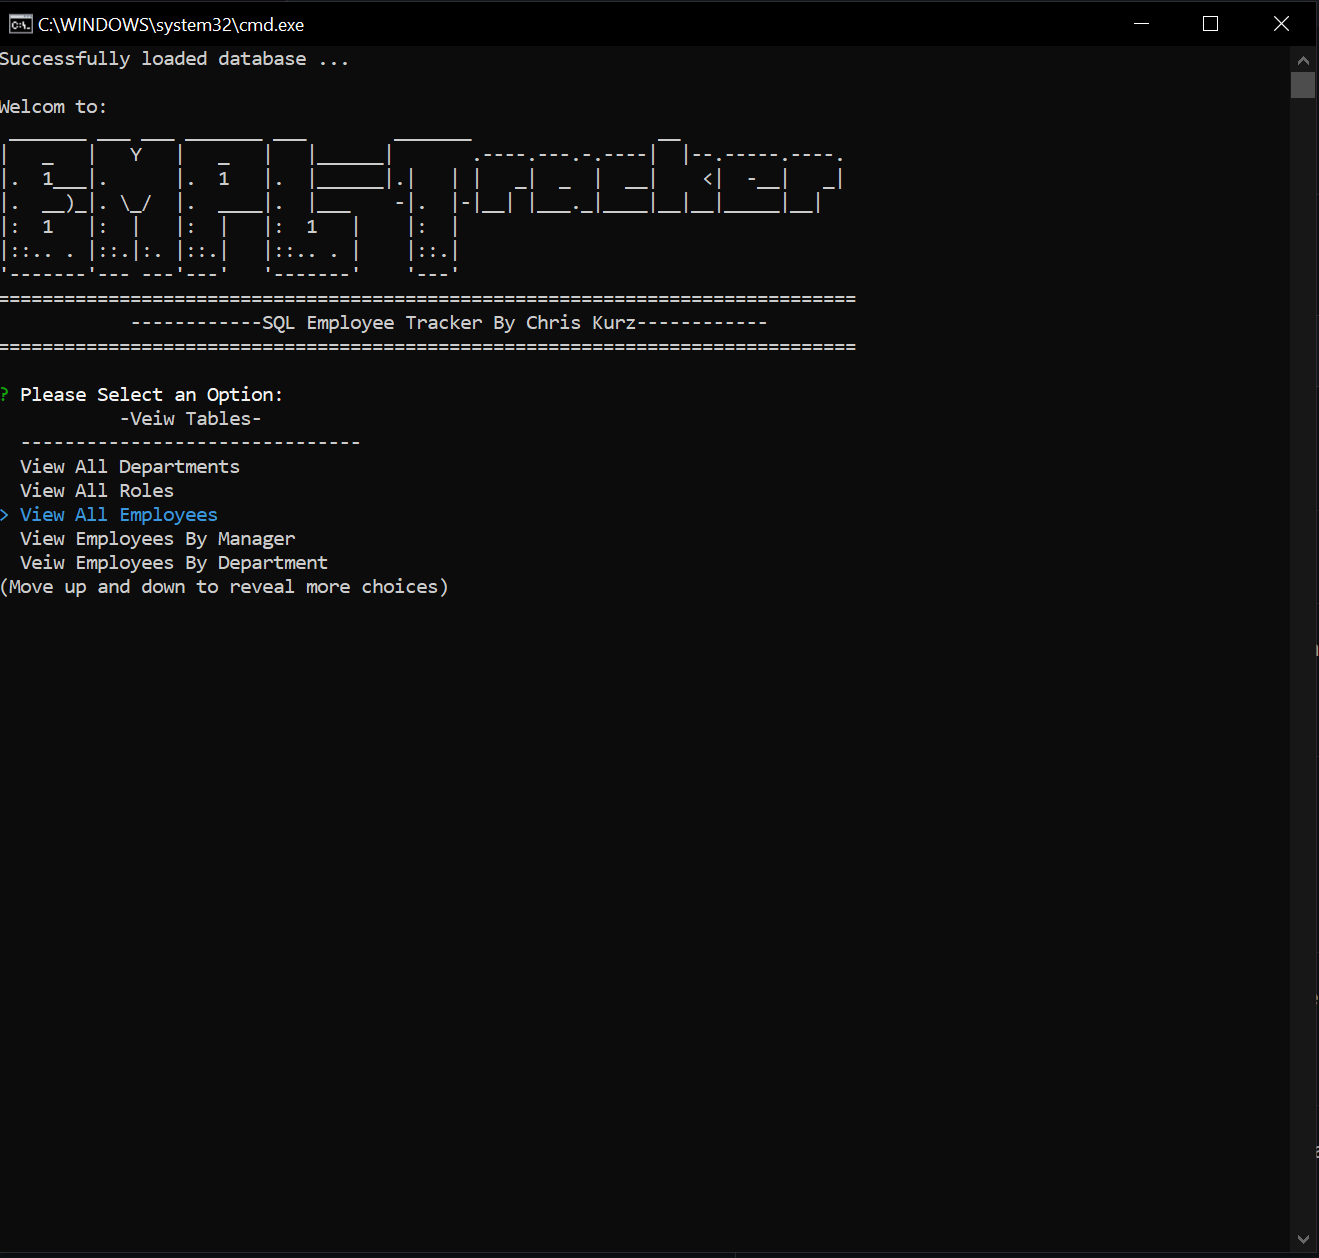 C:\WINDOWS\system32\cmd.exe
Successfully loaded database ...
Welcom to:
EMPL-Tracker
===============================================================================
------------SQL Employee Tracker By Chris Kurz------------
===============================================================================
? Please Select an Option:
-Veiw Tables-
-------------------------------
View All Departments
View All Roles
> View All Employees
View Employees By Manager
Veiw Employees By Department
(Move up and down to reveal more choices)